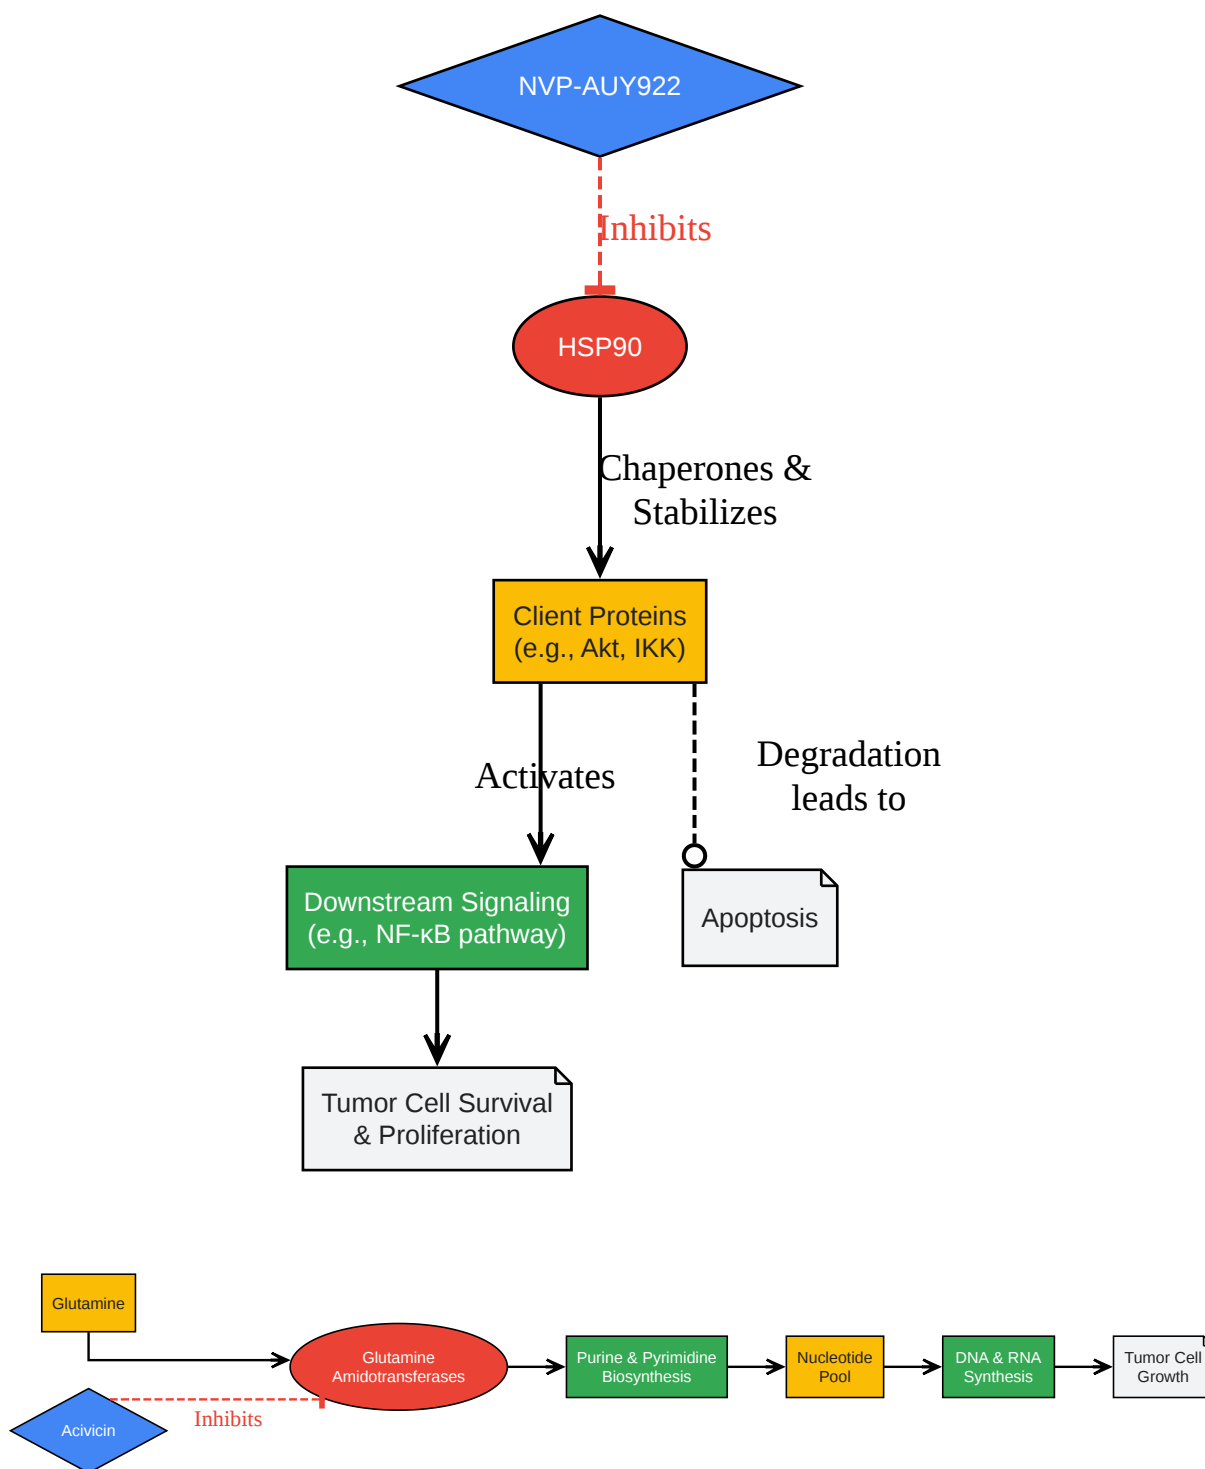 NVP-AUY922
Inhibits
HSP90
Chaperones &
Stabilizes
Client Proteins
(e.g., Akt, IKK)
Activates
Degradation
leads to
Downstream Signaling
(e.g., NF-κB pathway)
Apoptosis
Tumor Cell Survival
& Proliferation
Glutamine
Glutamine
Amidotransferases
Purine & Pyrimidine
Biosynthesis
Nucleotide
Pool
DNA & RNA
Synthesis
Tumor Cell
Growth
Inhibits
Acivicin